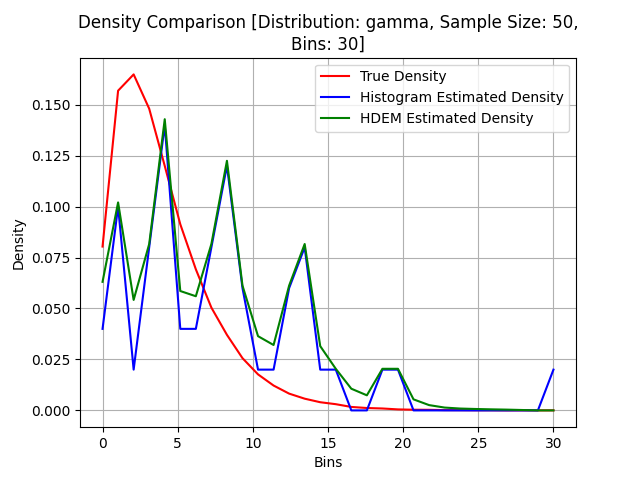 Density Comparison [Distribution: gamma, Sample Size: 50,
Bins: 30]
True Density
Histogram Estimated Density
HDEM Estimated Density
Density
0.150
0.125
0.100
0.075
0.050
0.025
0.000
0 5 10 15 20 25 30
Bins